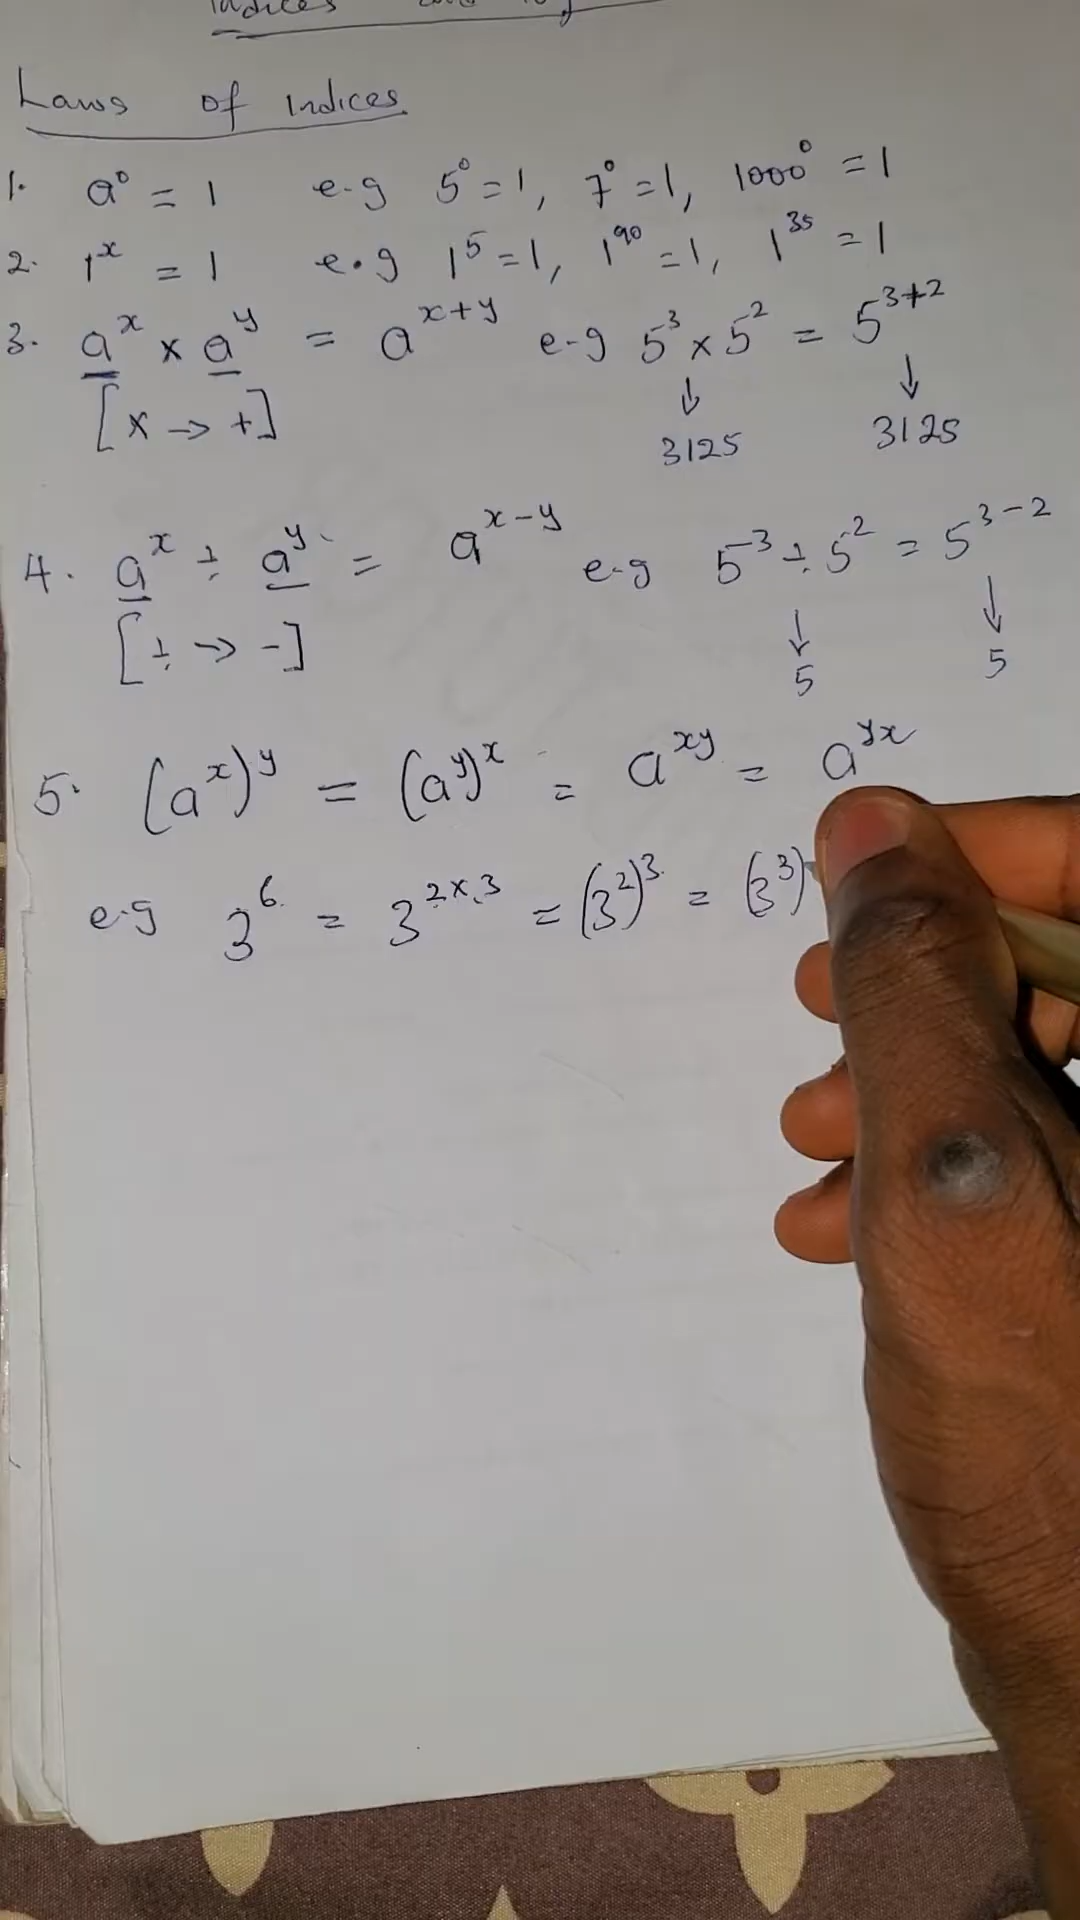 Indices
Laws of indices
1. a⁰ = 1 e.g 5⁰ = 1, 7⁰ = 1, 1000⁰ = 1
2. 1ˣ = 1 e.g 1⁵ = 1, 1⁹⁰ = 1, 1³⁵ = 1
3. aˣ × aʸ = aˣ⁺ʸ e-g 5³ × 5² = 5³⁺²
[× → +] ↓ ↓
3125 3125
4. aˣ ÷ aʸ = aˣ⁻ʸ e-g 5³ ÷ 5² = 5³⁻²
[÷ → -] ↓ ↓
5 5
5. (aˣ)ʸ = (aʸ)ˣ = aˣʸ = aʸˣ
e-g 3⁶ = 3²ˣ³ = (3²)³ = (3³)